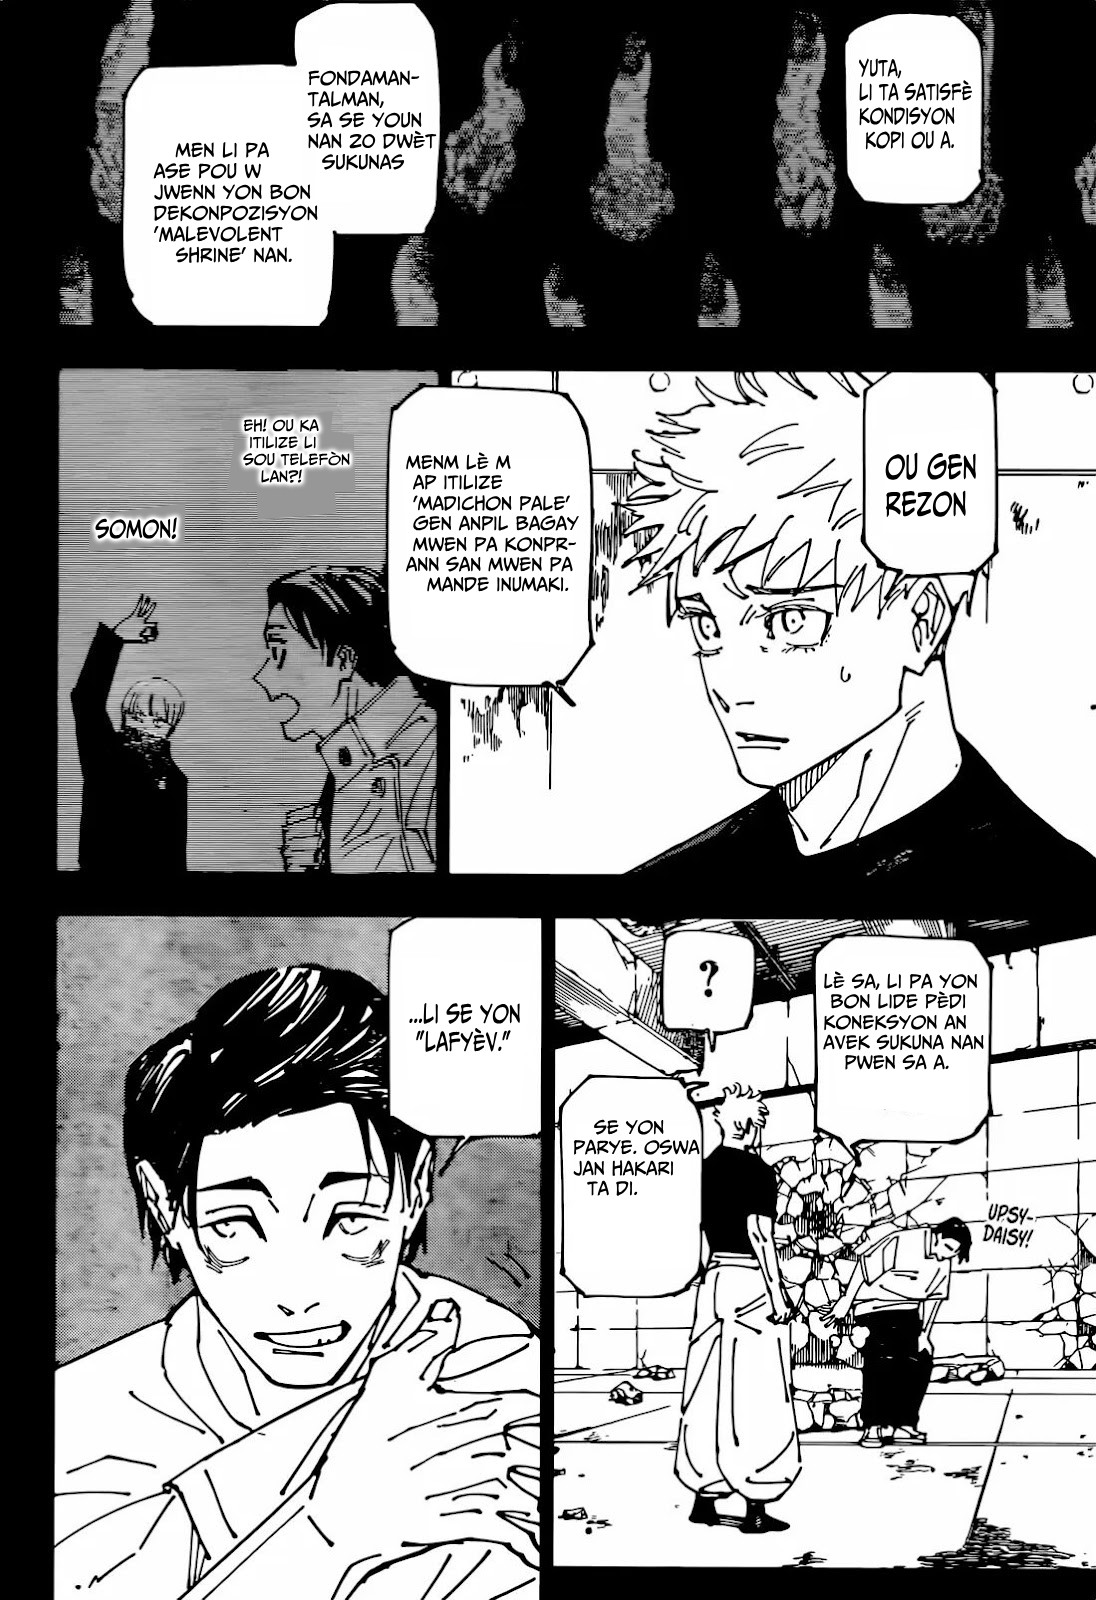 YUTA,
LI TA SATISFÈ
KONDISYON
KOPI OU A.
FONDAMAN-
TALMAN,
SA SE YOUN
NAN 20 DWÈT
SUKUNAS
MEN LI PA
ASE POU W
JWENN YON BON
DEKONPOZISYON
'MALEVOLENT
SHRINE' NAN.
OU GEN
REZON
MENM LÈ M
AP ITILIZE
'MADICHON PALE'
GEN ANPIL BAGAY
MWEN PA KONPR-
ANN SAN MWEN PA
MANDE INUMAKI.
EH! OU KA
ITILIZE LI
SOU TELEFÒN
LAN?!
SOMON!
LÈ SA, LI PA YON
BON LIDE PÈDI
KONEKSYON AN
AVEK SUKUNA NAN
PWEN SA A.
?
SE YON
PARYE. OSWA
JAN HAKARI
TA DI.
UPSY-
DAISY!
...LI SE YON
"LAFYÈV."